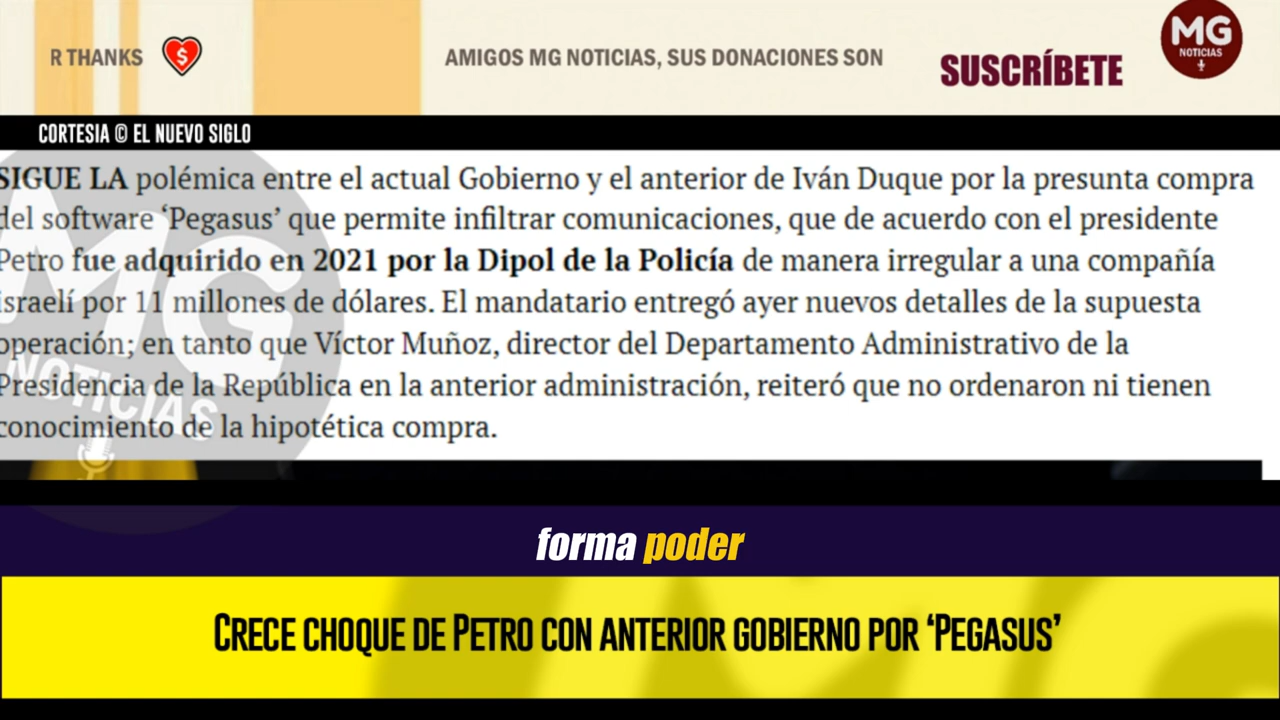 R THANKS
AMIGOS MG NOTICIAS, SUS DONACIONES SON
SUSCRÍBETE
MG
NOTICIAS
CORTESIA © EL NUEVO SIGLO
SIGUE LA polémica entre el actual Gobierno y el anterior de Iván Duque por la presunta compra
del software ‘Pegasus’ que permite infiltrar comunicaciones, que de acuerdo con el presidente
Petro fue adquirido en 2021 por la Dipol de la Policía de manera irregular a una compañía
israelí por 11 millones de dólares. El mandatario entregó ayer nuevos detalles de la supuesta
operación; en tanto que Víctor Muñoz, director del Departamento Administrativo de la
Presidencia de la República en la anterior administración, reiteró que no ordenaron ni tienen
conocimiento de la hipotética compra.
MG
NOTICIAS
forma poder
CRECE CHOQUE DE PETRO CON ANTERIOR GOBIERNO POR ‘PEGASUS’